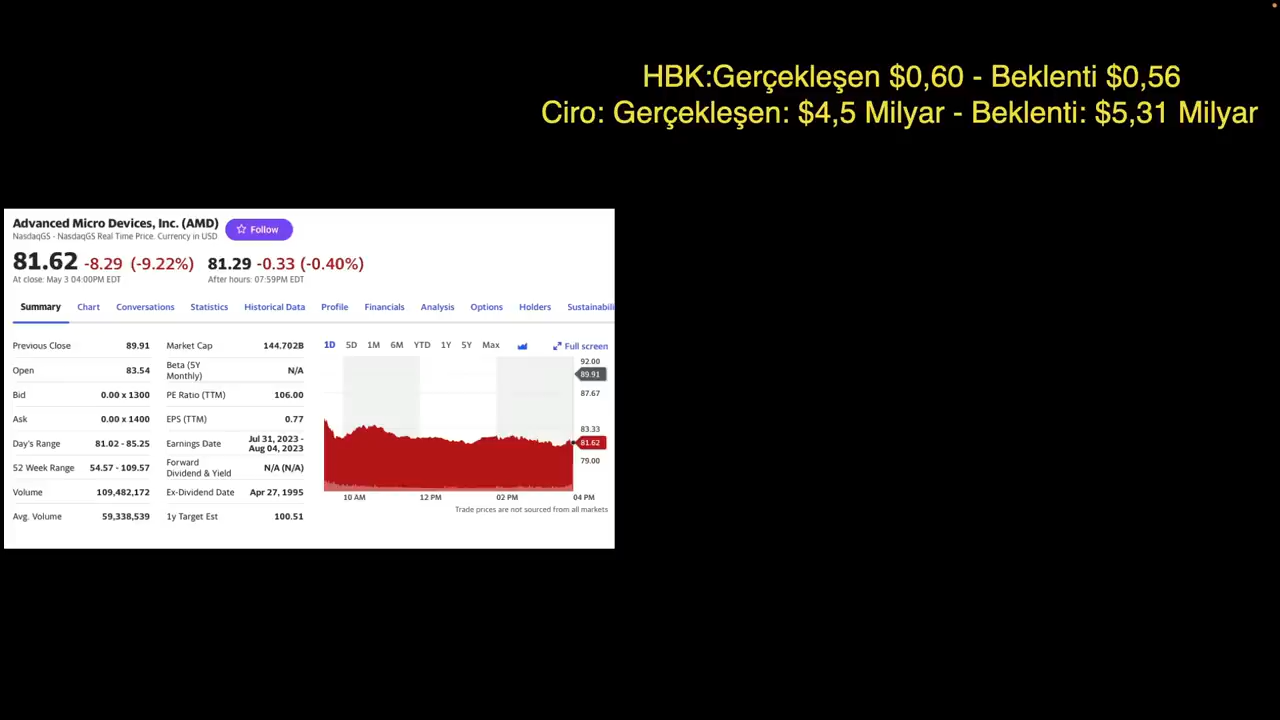 HBK:Gerçekleşen $0,60 - Beklenti $0,56
Ciro: Gerçekleşen: $4,5 Milyar - Beklenti: $5,31 Milyar
Advanced Micro Devices, Inc. (AMD)
Follow
NasdaqGS - NasdaqGS Real Time Price. Currency in USD
81.62 -8.29 (-9.22%) 81.29 -0.33 (-0.40%)
At close: May 3 04:00PM EDT After hours: 07:59PM EDT
Summary Chart Conversations Statistics Historical Data Profile Financials Analysis Options Holders Sustainabili
Previous Close 89.91
Open 83.54
Bid 0.00 x 1300
Ask 0.00 x 1400
Day's Range 81.02 - 85.25
52 Week Range 54.57 - 109.57
Volume 109,482,172
Avg. Volume 59,338,539
Market Cap 144.702B
Beta (5Y
Monthly) N/A
PE Ratio (TTM) 106.00
EPS (TTM) 0.77
Earnings Date Jul 31, 2023 -
Aug 04, 2023
Forward
Dividend & Yield N/A (N/A)
Ex-Dividend Date Apr 27, 1995
1y Target Est 100.51
1D 5D 1M 6M YTD 1Y 5Y Max Full screen
92.00
89.91
87.67
83.33
81.62
79.00
10 AM 12 PM 02 PM 04 PM
Trade prices are not sourced from all markets